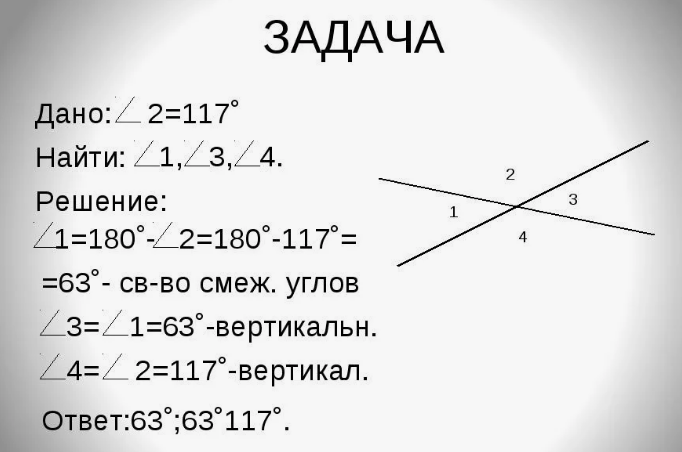 ЗАДАЧА
Дано:∠ 2=117˚
Найти: ∠1,∠3,∠4.
Решение:
∠1=180˚-∠2=180˚-117˚=
=63˚- св-во смеж. углов
∠3=∠1=63˚-вертикальн.
∠4=∠ 2=117˚-вертикал.
Ответ:63˚;63˚117˚.
2
3
1
4